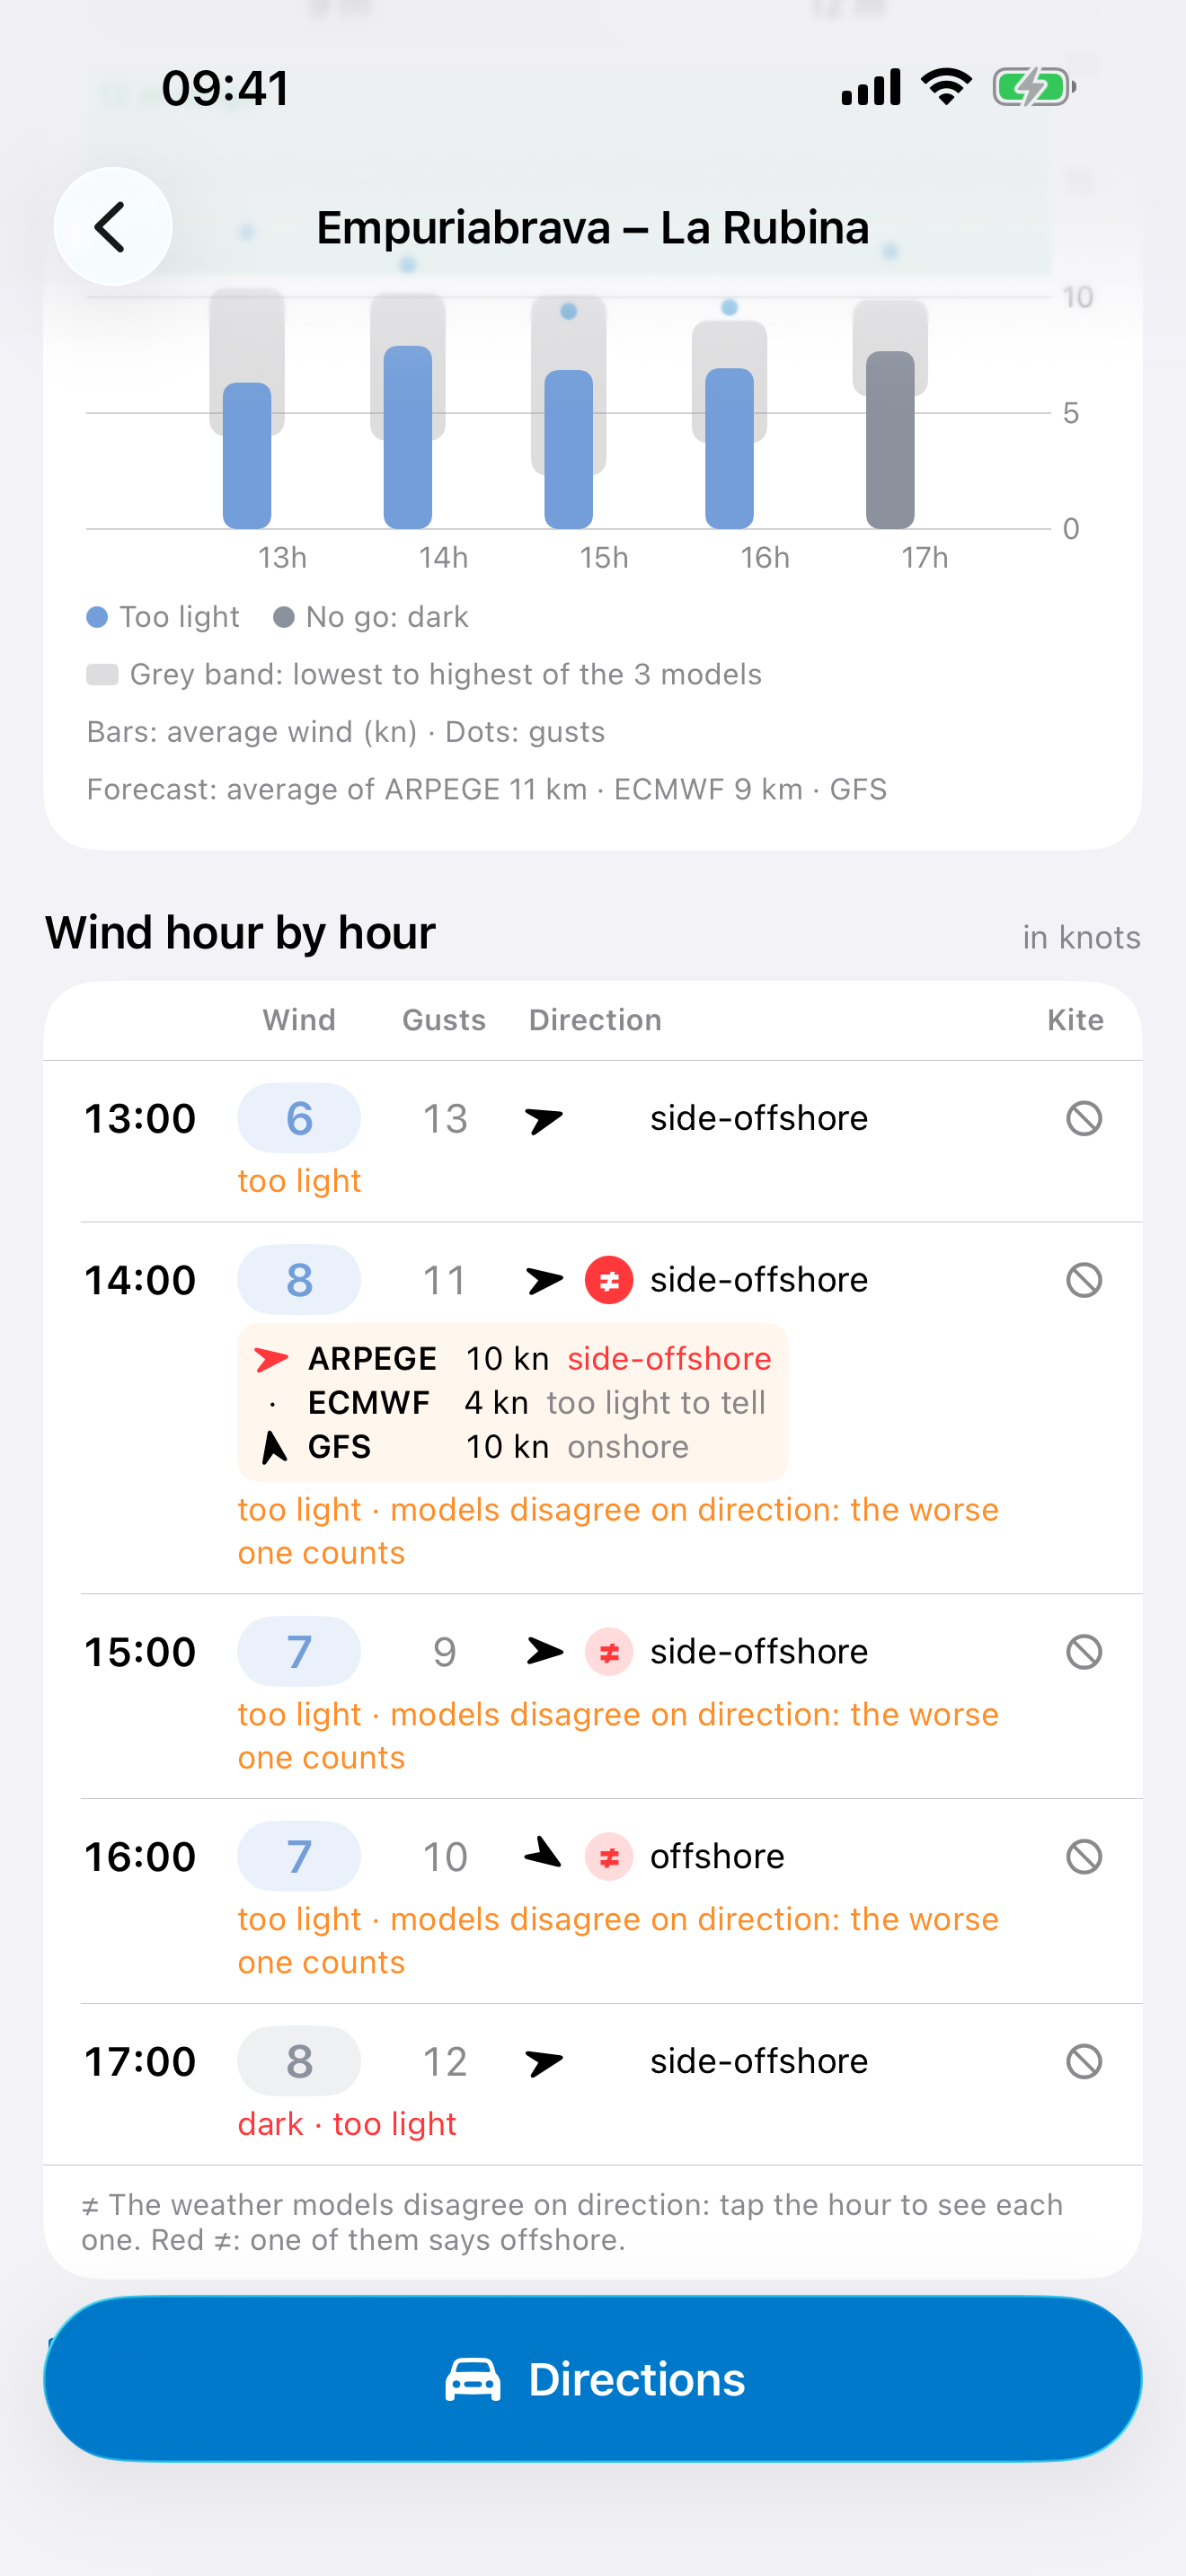 09:41
Empuriabrava – La Rubina
10
5
0
13h 14h 15h 16h 17h
Too light No go: dark
Grey band: lowest to highest of the 3 models
Bars: average wind (kn) · Dots: gusts
Forecast: average of ARPEGE 11 km · ECMWF 9 km · GFS
Wind hour by hour in knots
Wind Gusts Direction Kite
13:00 6 13 side-offshore
too light
14:00 8 11 ≠ side-offshore
ARPEGE 10 kn side-offshore
· ECMWF 4 kn too light to tell
GFS 10 kn onshore
too light · models disagree on direction: the worse
one counts
15:00 7 9 ≠ side-offshore
too light · models disagree on direction: the worse
one counts
16:00 7 10 ≠ offshore
too light · models disagree on direction: the worse
one counts
17:00 8 12 side-offshore
dark · too light
≠ The weather models disagree on direction: tap the hour to see each
one. Red ≠: one of them says offshore.
Directions